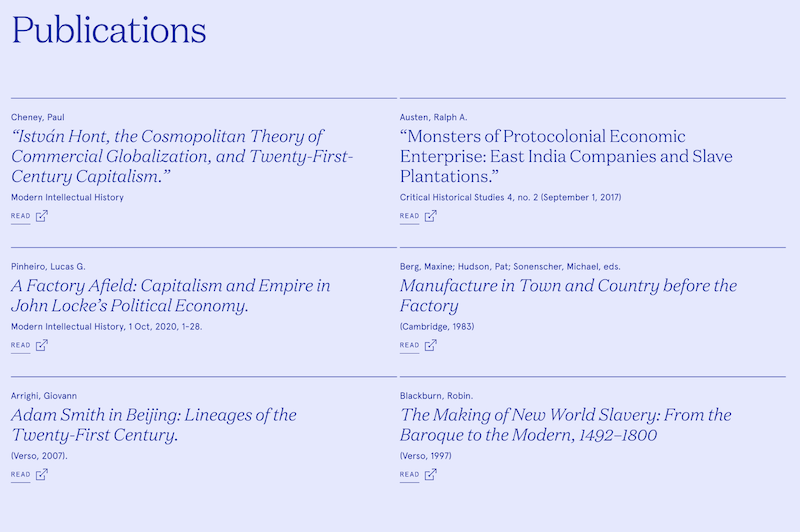 Publications
Cheney, Paul
“István Hont, the Cosmopolitan Theory of
Commercial Globalization, and Twenty-First-
Century Capitalism.”
Modern Intellectual History
READ
Austen, Ralph A.
“Monsters of Protocolonial Economic
Enterprise: East India Companies and Slave
Plantations.”
Critical Historical Studies 4, no. 2 (September 1, 2017)
READ
Pinheiro, Lucas G.
A Factory Afield: Capitalism and Empire in
John Locke’s Political Economy.
Modern Intellectual History, 1 Oct, 2020, 1-28.
READ
Berg, Maxine; Hudson, Pat; Sonenscher, Michael, eds.
Manufacture in Town and Country before the
Factory
(Cambridge, 1983)
READ
Arrighi, Giovann
Adam Smith in Beijing: Lineages of the
Twenty-First Century.
(Verso, 2007).
READ
Blackburn, Robin.
The Making of New World Slavery: From the
Baroque to the Modern, 1492–1800
(Verso, 1997)
READ